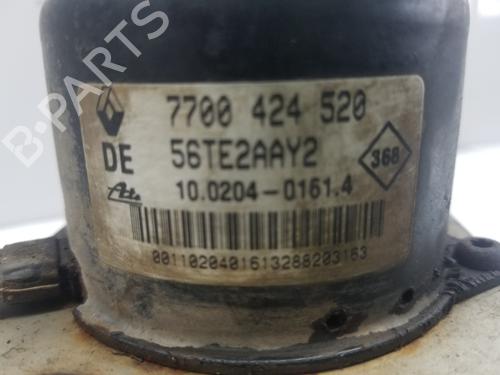 7700 424 520
DE 56TE2AAY2
368
Ate 10.0204-0161.4
0011020401613288203163
B-PARTS